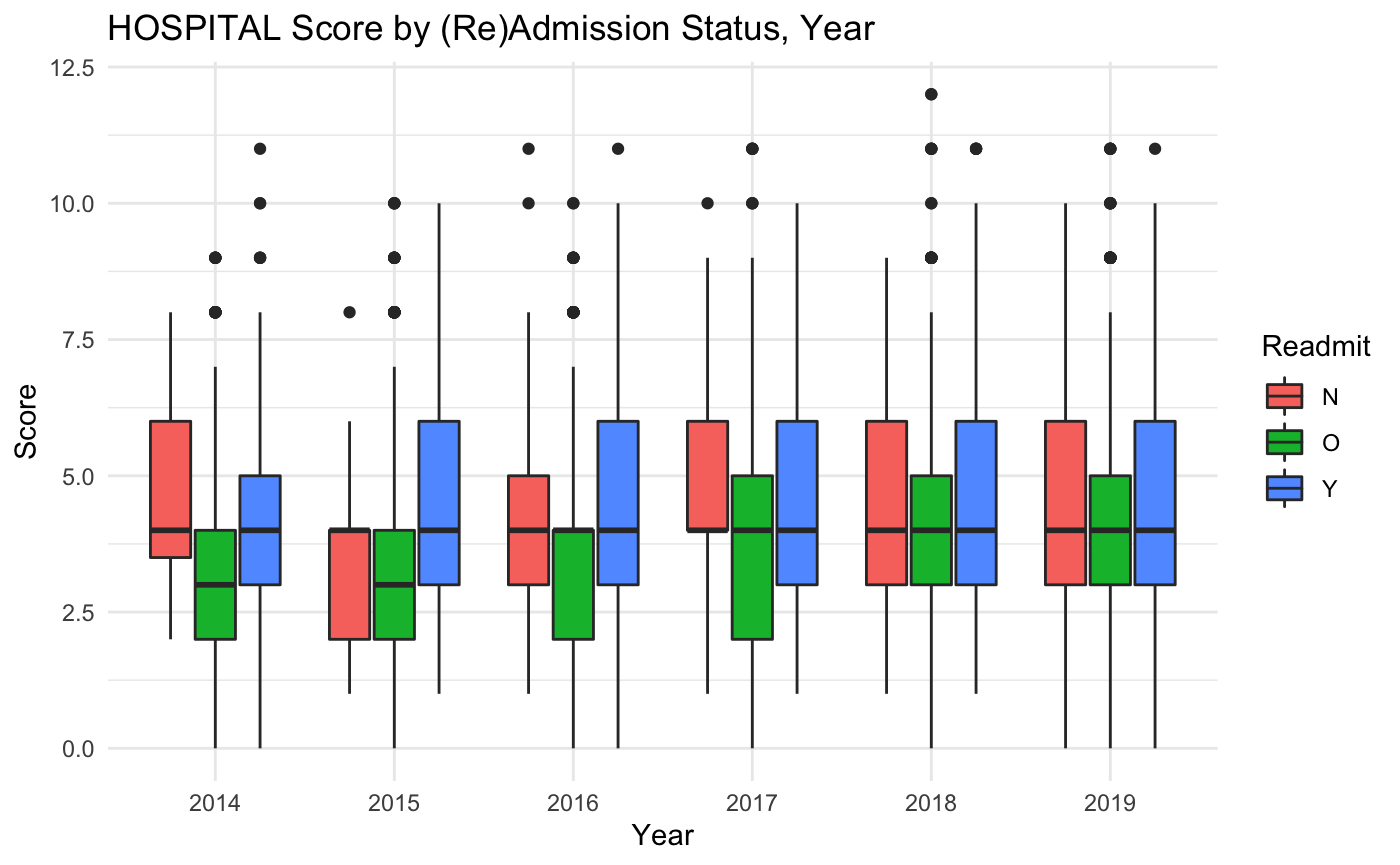 HOSPITAL Score by (Re)Admission Status, Year
12.5
10.0
7.5
5.0
2.5
0.0
Score
2014 2015 2016 2017 2018 2019
Year
Readmit
N
O
Y